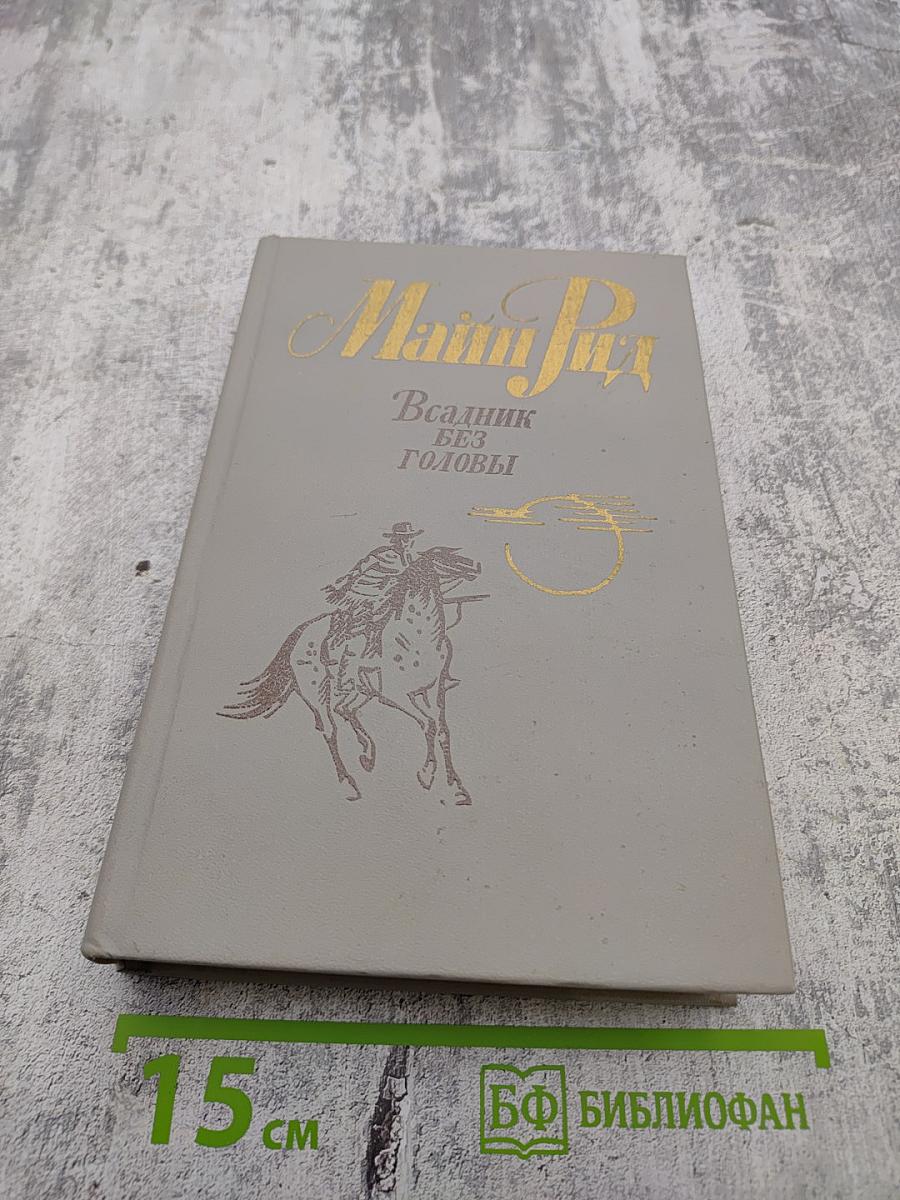 Майн Рид
Всадник
БЕЗ
ГОЛОВЫ
15 см
БФ БИБЛИОФАН